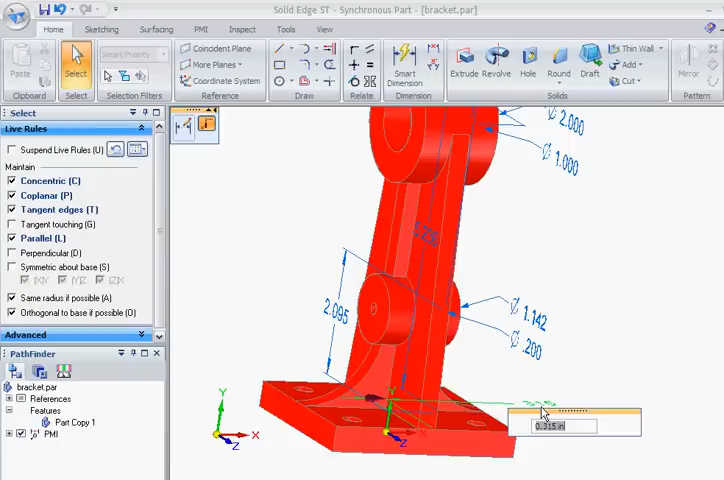 Solid Edge ST - Synchronous Part - [bracket.par]
Home Sketching Surfacing PMI Inspect Tools View
Paste
Clipboard
Select
Select
Smart Priority
Selection Filters
Coincident Plane
More Planes
Coordinate System
Reference
Draw
Relate
Smart Dimension
Dimension
Extrude Revolve Hole Round Draft
Thin Wall
Add
Cut
Solids
Mirror
Pattern
Select
Live Rules
Suspend Live Rules (U)
Maintain
Concentric (C)
Coplanar (P)
Tangent edges (T)
Tangent touching (G)
Parallel (L)
Perpendicular (D)
Symmetric about base (S)
(X)Y (Y)Z (Z)X
Same radius if possible (A)
Orthogonal to base if possible (O)
Advanced
PathFinder
bracket.par
References
Features
Part Copy 1
PMI
Ø 2.000
Ø 1.000
2.095
Ø 1.142
Ø .200
Y
X
Z
Y
X
Z
0.315 in